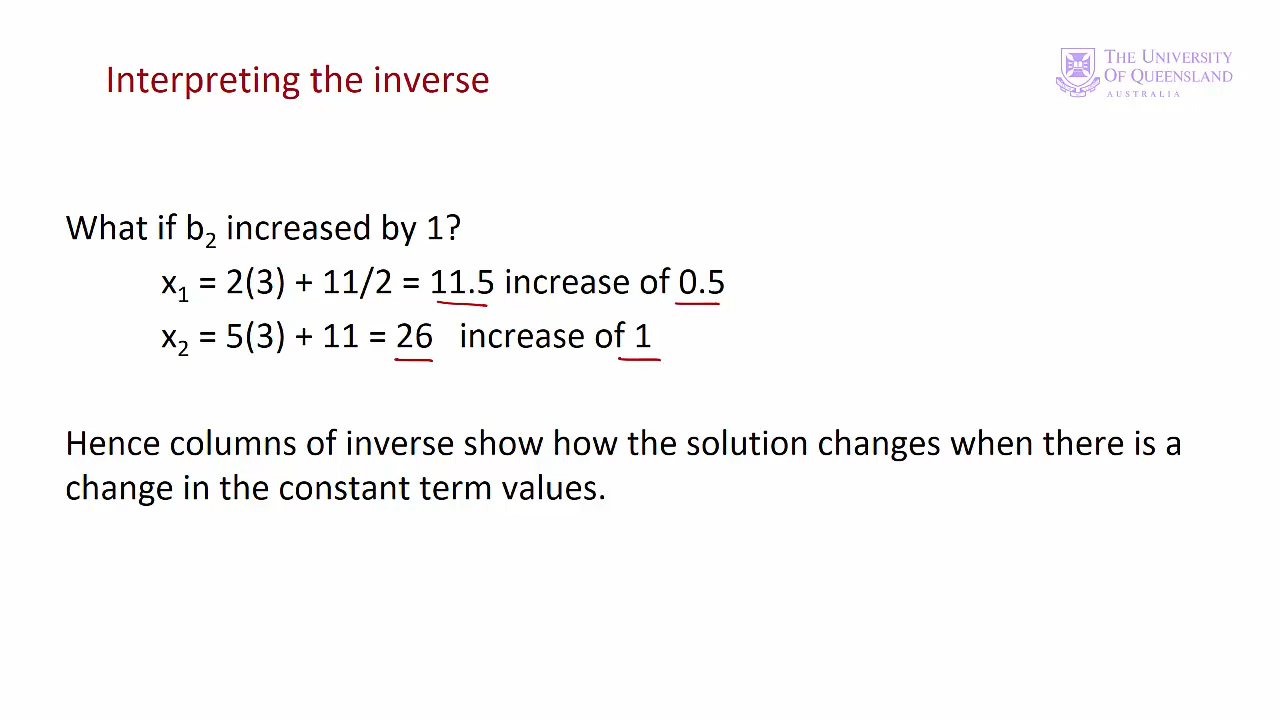 Interpreting the inverse
THE UNIVERSITY
OF QUEENSLAND
AUSTRALIA
What if b₂ increased by 1?
x₁ = 2(3) + 11/2 = 11.5 increase of 0.5
x₂ = 5(3) + 11 = 26 increase of 1
Hence columns of inverse show how the solution changes when there is a
change in the constant term values.